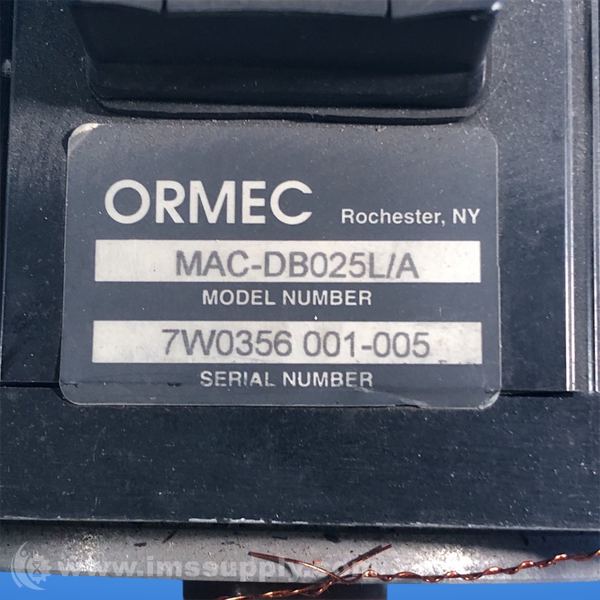 ORMEC Rochester, NY
MAC-DB025L/A
MODEL NUMBER
7W0356 001-005
SERIAL NUMBER
www.imssupply.com